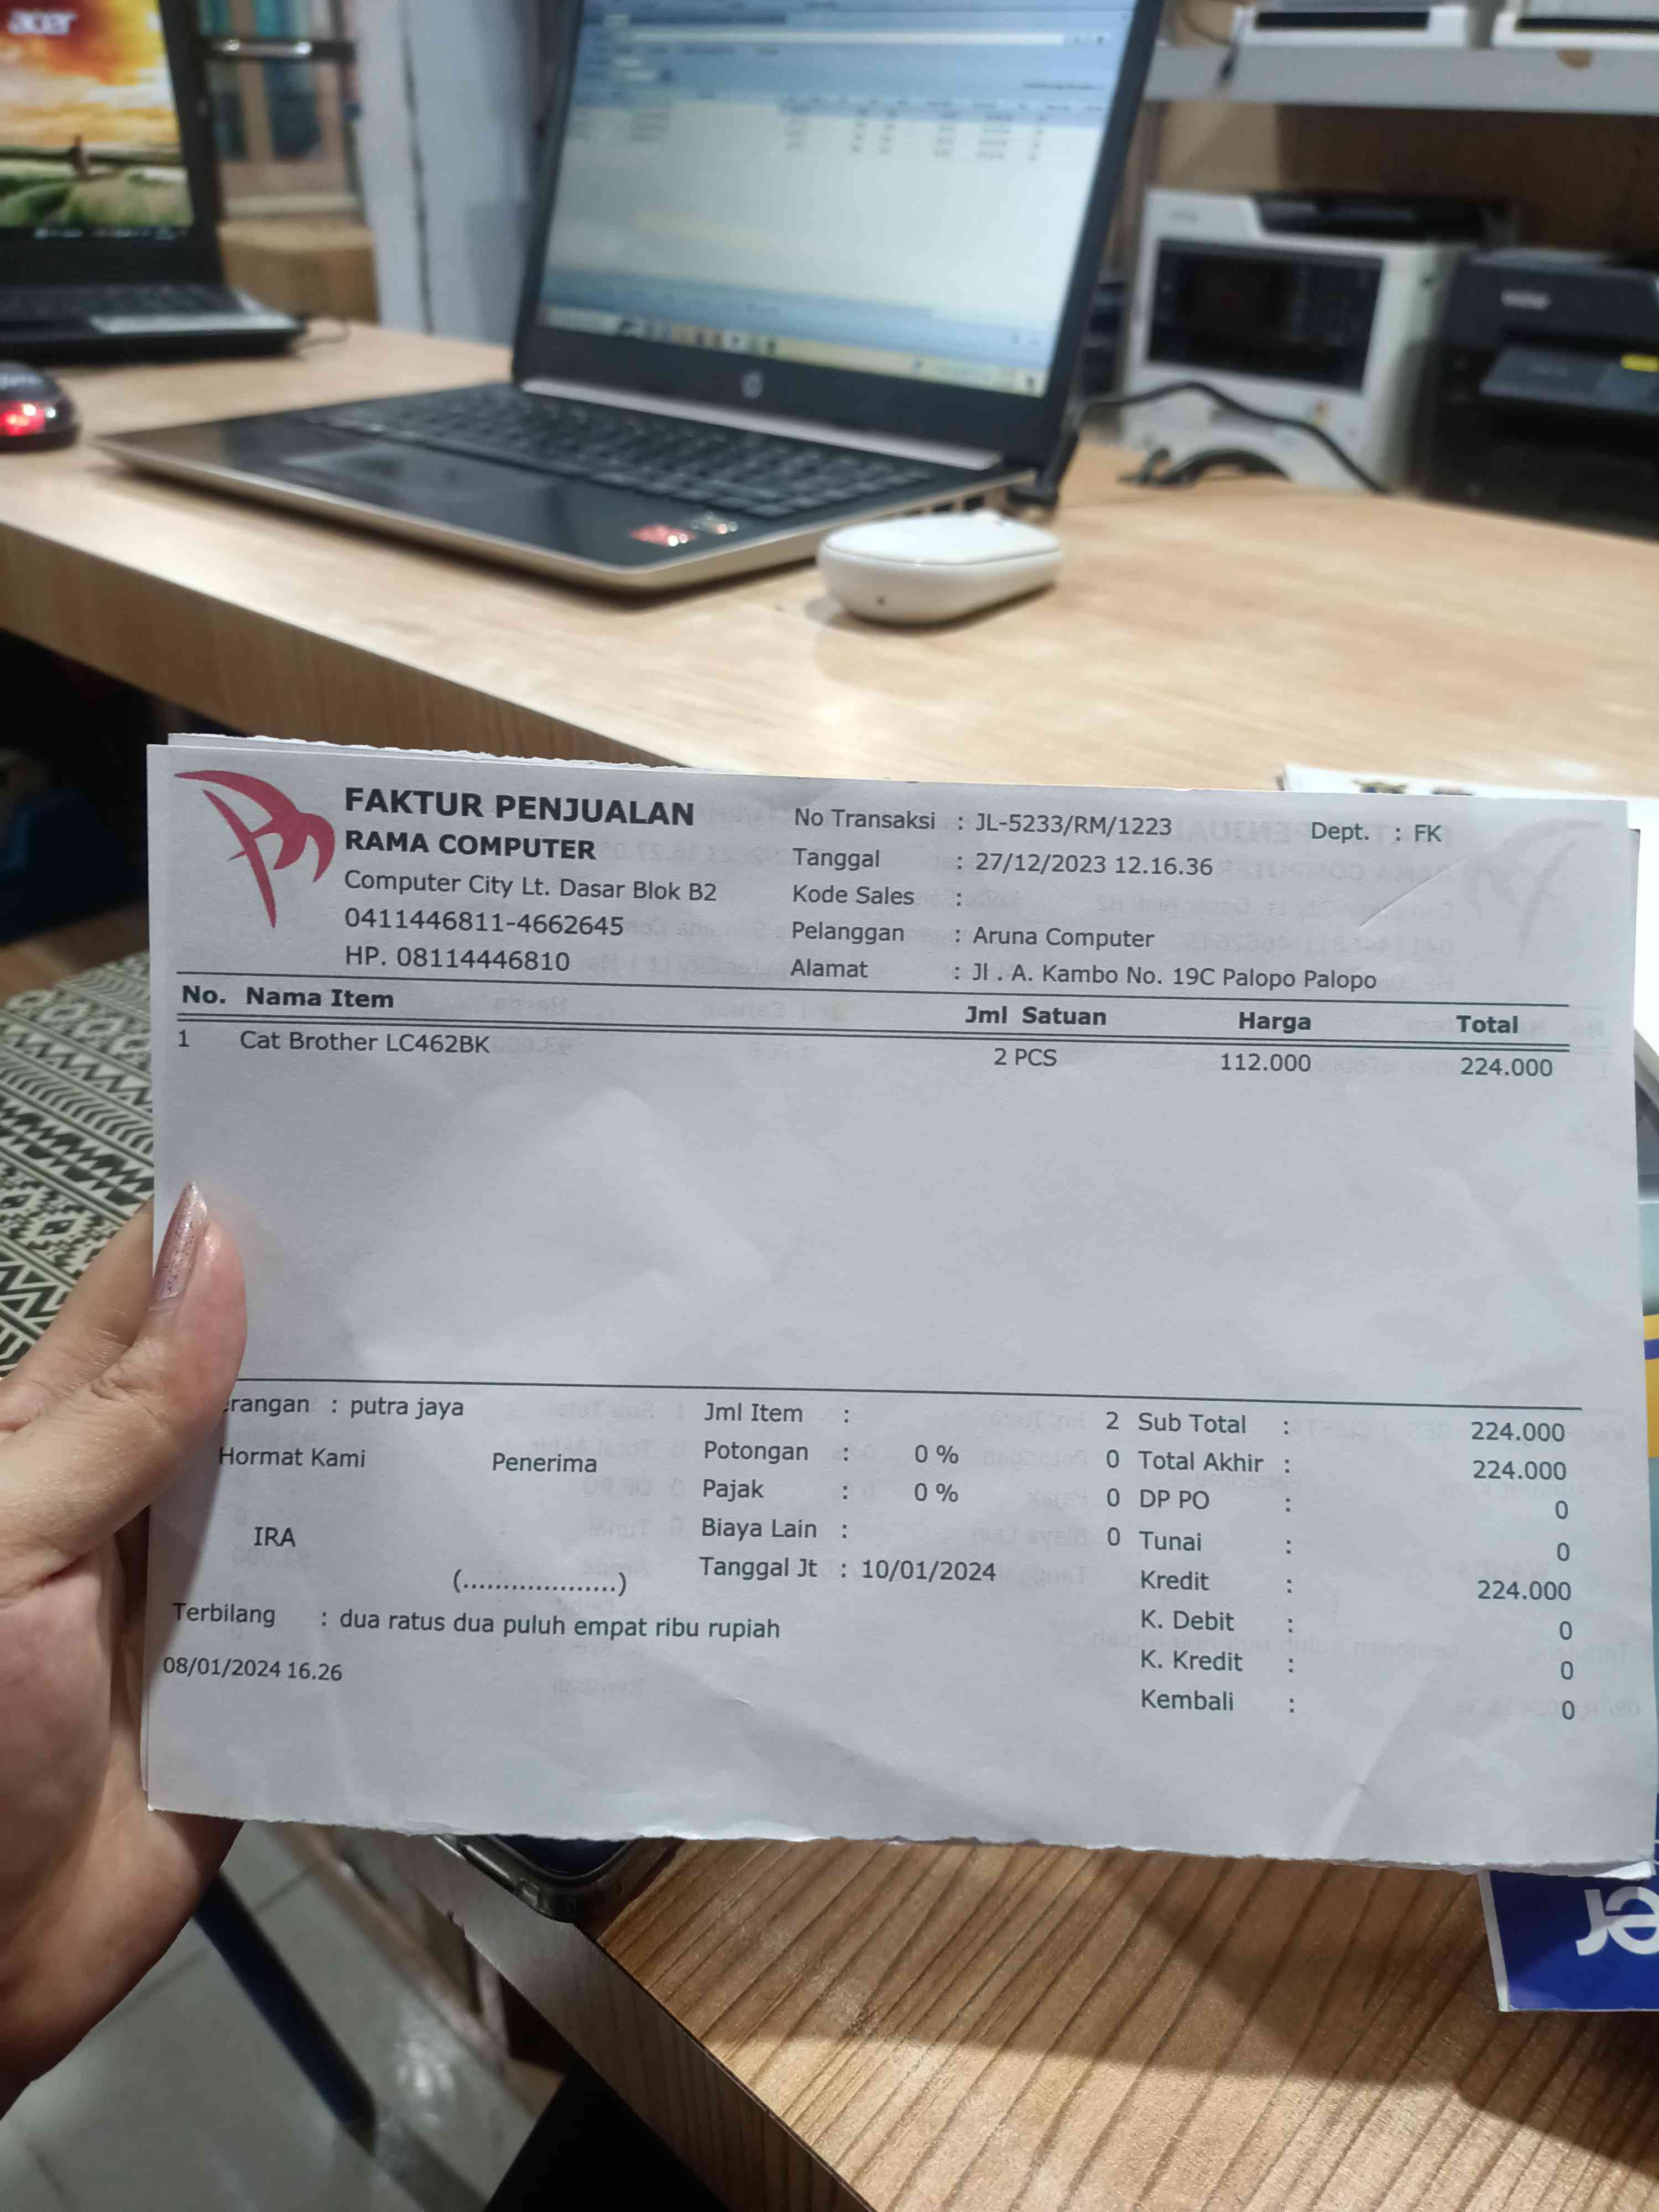 acer
FAKTUR PENJUALAN
RAMA COMPUTER
Computer City Lt. Dasar Blok B2
0411446811-4662645
HP. 08114446810
No Transaksi : JL-5233/RM/1223 Dept. : FK
Tanggal : 27/12/2023 12.16.36
Kode Sales :
Pelanggan : Aruna Computer
Alamat : Jl . A. Kambo No. 19C Palopo Palopo
No. Nama Item Jml Satuan Harga Total
1 Cat Brother LC462BK 2 PCS 112.000 224.000
erangan : putra jaya
Hormat Kami Penerima
IRA
(...................)
Jml Item : 2
Potongan : 0 % 0
Pajak : 0 % 0
Biaya Lain : 0
Tanggal Jt : 10/01/2024
Sub Total : 224.000
Total Akhir : 224.000
DP PO : 0
Tunai : 0
Kredit : 224.000
K. Debit : 0
K. Kredit : 0
Kembali : 0
Terbilang : dua ratus dua puluh empat ribu rupiah
08/01/2024 16.26